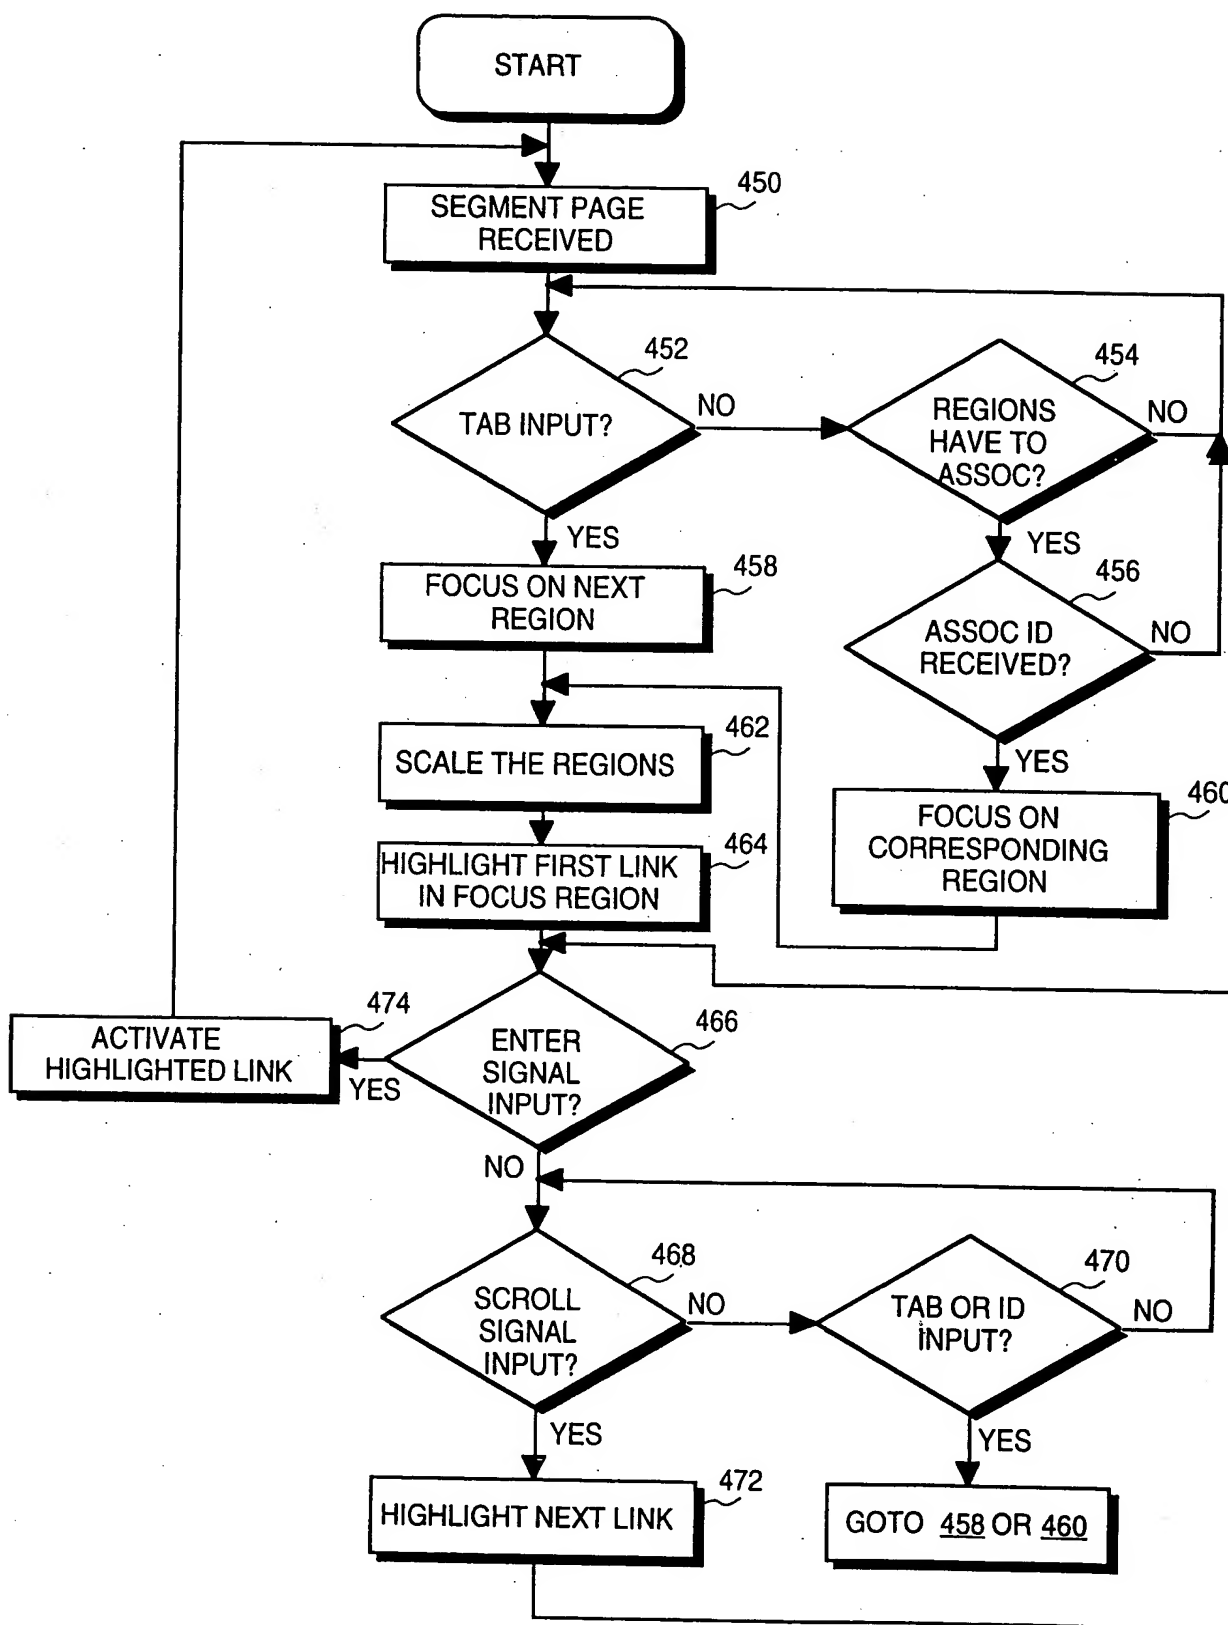 START
SEGMENT PAGE
RECEIVED
450
TAB INPUT?
452
NO
REGIONS
HAVE TO
ASSOC?
454
NO
YES
YES
FOCUS ON NEXT
REGION
458
ASSOC ID
RECEIVED?
456
NO
YES
SCALE THE REGIONS
462
FOCUS ON
CORRESPONDING
REGION
460
HIGHLIGHT FIRST LINK
IN FOCUS REGION
464
ACTIVATE
HIGHLIGHTED LINK
474
YES
ENTER
SIGNAL
INPUT?
466
NO
SCROLL
SIGNAL
INPUT?
468
NO
TAB OR ID
INPUT?
470
NO
YES
YES
HIGHLIGHT NEXT LINK
472
GOTO 458 OR 460